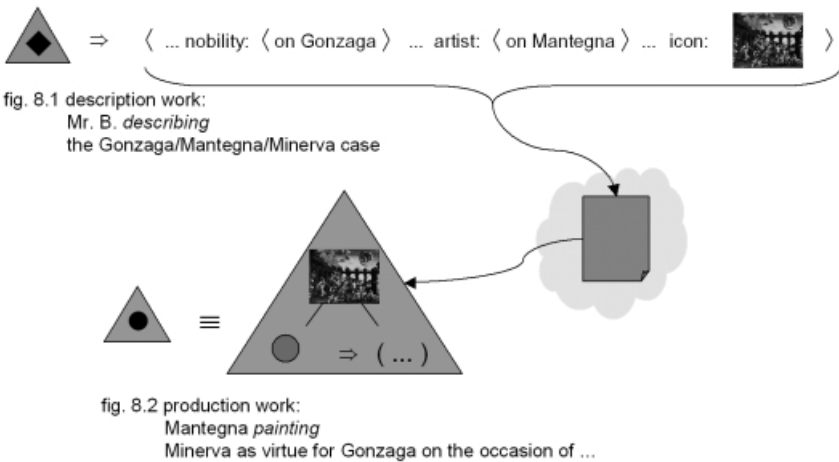 ⇒ ⟨ ... nobility: ⟨ on Gonzaga ⟩ ... artist: ⟨ on Mantegna ⟩ ... icon: ⟩
fig. 8.1 description work:
Mr. B. describing
the Gonzaga/Mantegna/Minerva case
≡ ⇒ ( ... )
fig. 8.2 production work:
Mantegna painting
Minerva as virtue for Gonzaga on the occasion of ...